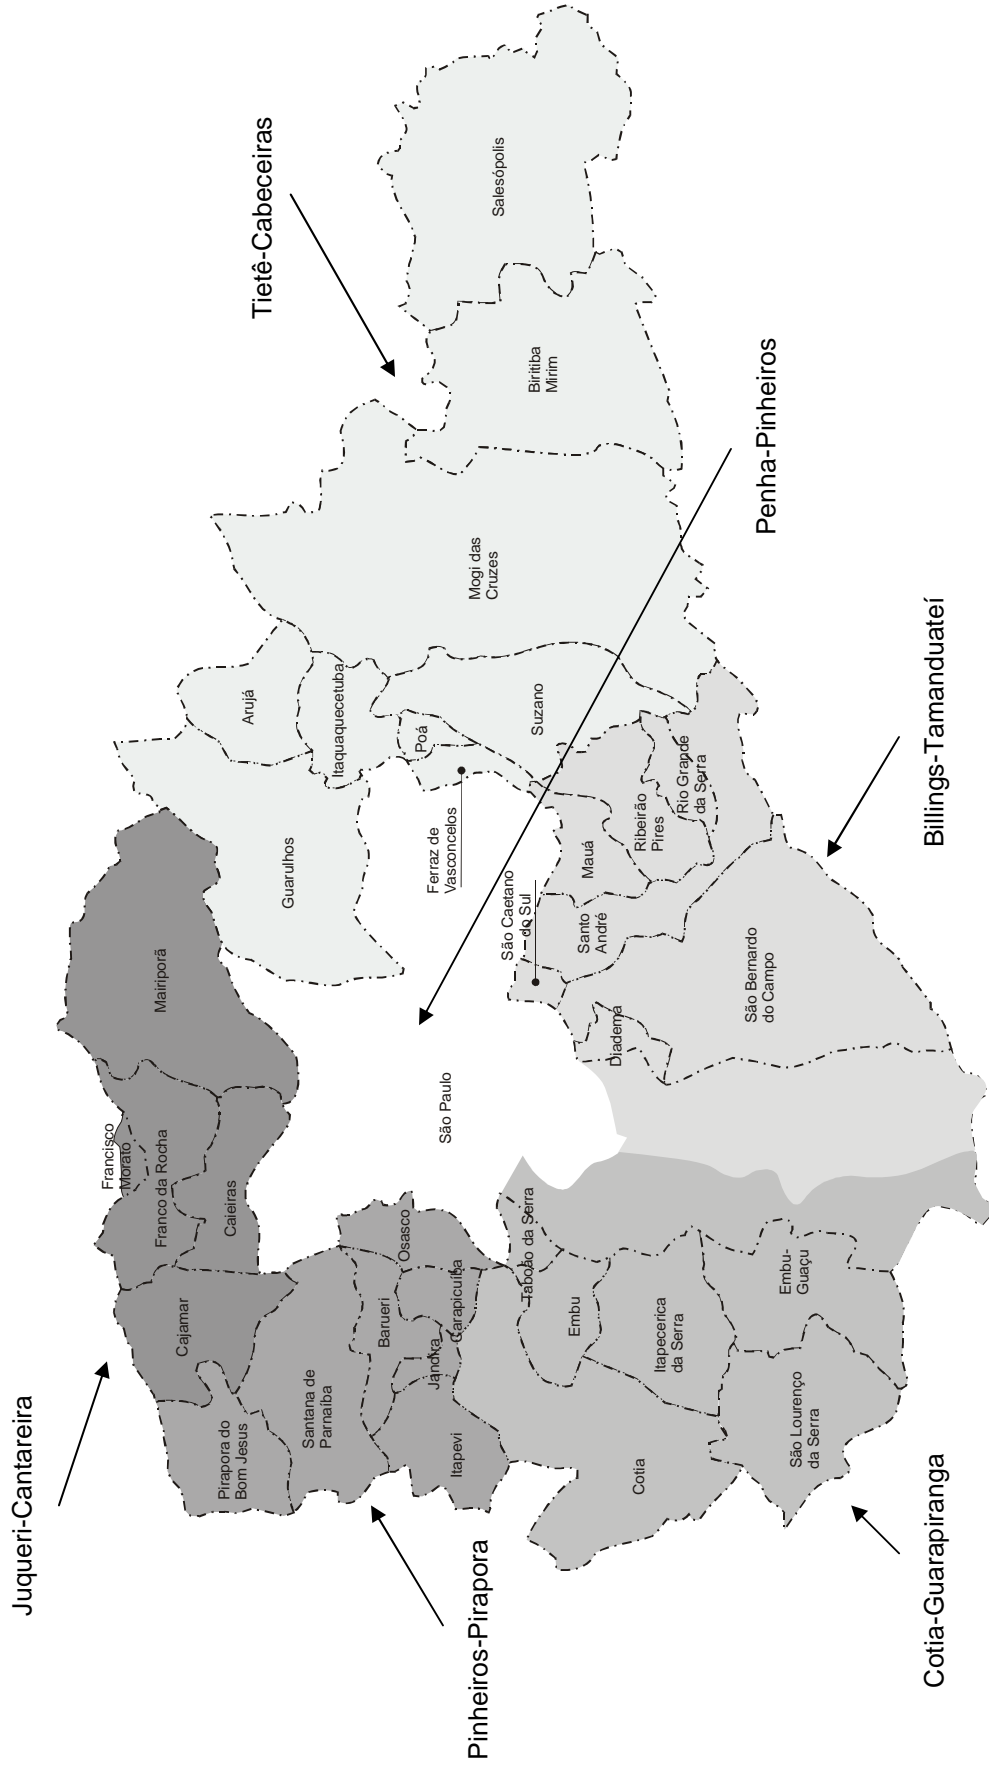 Juqueri-Cantareira
Pinheiros-Pirapora
Cotia-Guarapiranga
Tietê-Cabeceiras
Penha-Pinheiros
Billings-Tamanduateí
Francisco
Morato
Mairiporã
Franco da Rocha
Caieiras
Cajamar
Pirapora do
Bom Jesus
Santana de
Parnaíba
Osasco
Barueri
Carapicuíba
Jandira
Itapevi
São Paulo
Guarulhos
Arujá
Itaquaquecetuba
Poá
Ferraz de
Vasconcelos
Suzano
Mogi das
Cruzes
Biritiba
Mirim
Salesópolis
São Caetano
do Sul
Santo
André
Mauá
Ribeirão
Pires
Rio Grande
da Serra
Diadema
São Bernardo
do Campo
Taboão da Serra
Embu
Itapecerica
da Serra
Embu-
Guaçu
São Lourenço
da Serra
Cotia